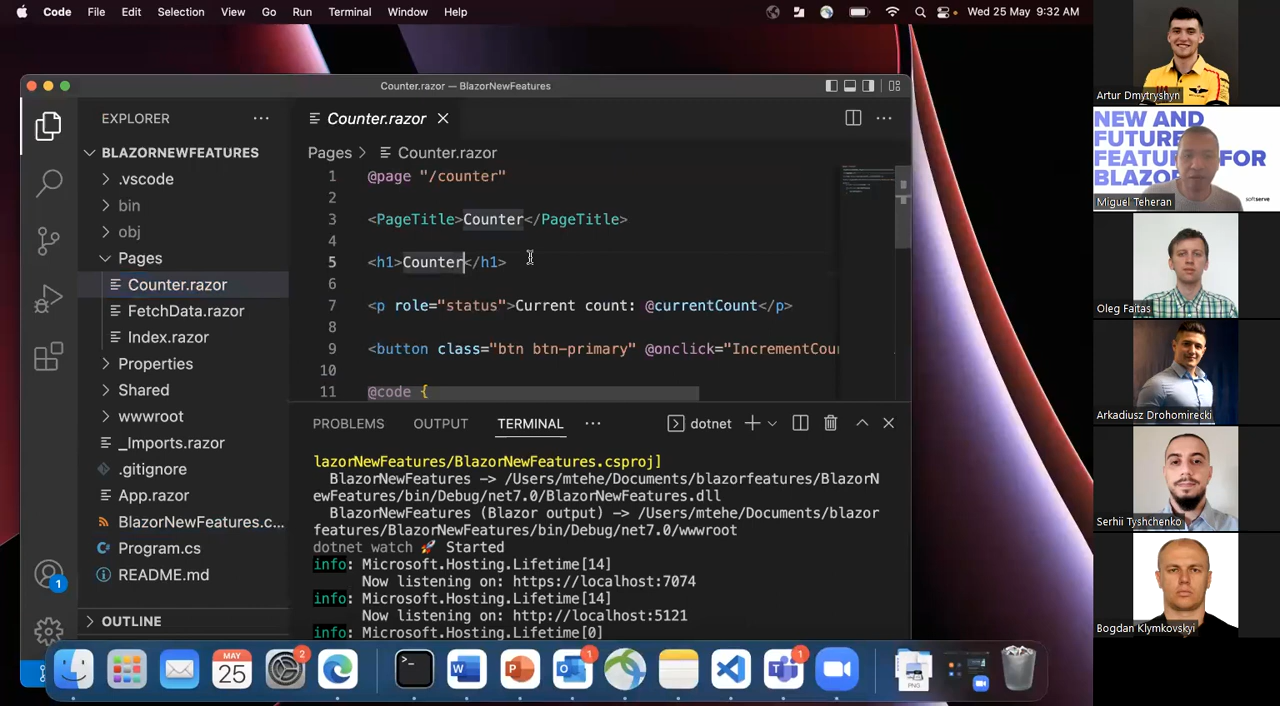 Code File Edit Selection View Go Run Terminal Window Help Wed 25 May 9:32 AM
Counter.razor — BlazorNewFeatures
EXPLORER
BLAZORNEWFEATURES
.vscode
bin
obj
Pages
Counter.razor
FetchData.razor
Index.razor
Properties
Shared
wwwroot
_Imports.razor
.gitignore
App.razor
BlazorNewFeatures.c...
Program.cs
README.md
OUTLINE
1
Counter.razor
Pages > Counter.razor
1 @page "/counter"
2
3 <PageTitle>Counter</PageTitle>
4
5 <h1>Counter</h1>
6
7 <p role="status">Current count: @currentCount</p>
8
9 <button class="btn btn-primary" @onclick="IncrementCou
10
11 @code {
PROBLEMS OUTPUT TERMINAL dotnet
lazorNewFeatures/BlazorNewFeatures.csproj]
BlazorNewFeatures -> /Users/mtehe/Documents/blazorfeatures/BlazorN
ewFeatures/bin/Debug/net7.0/BlazorNewFeatures.dll
BlazorNewFeatures (Blazor output) -> /Users/mtehe/Documents/blazor
features/BlazorNewFeatures/bin/Debug/net7.0/wwwroot
dotnet watch 🚀 Started
info: Microsoft.Hosting.Lifetime[14]
Now listening on: https://localhost:7074
info: Microsoft.Hosting.Lifetime[14]
Now listening on: http://localhost:5121
info: Microsoft.Hosting.Lifetime[0]
MAY
25
2
1
1
PNG
Artur Dmytryshyn
NEW AND
FUTURE
FEATU FOR
BLAZO
softserve
Miguel Teheran
Oleg Faitas
Arkadiusz Drohomirecki
Serhii Tyshchenko
Bogdan Klymkovskyi